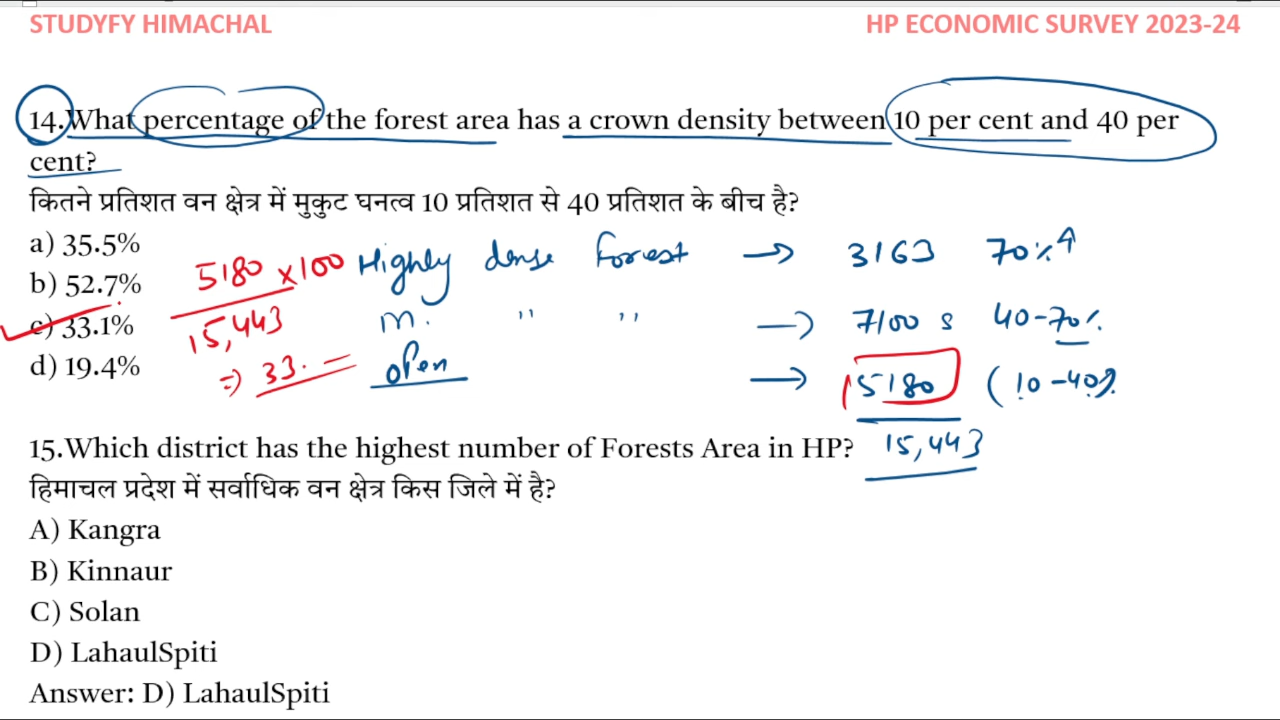 STUDYFY HIMACHAL
HP ECONOMIC SURVEY 2023-24
14.What percentage of the forest area has a crown density between 10 per cent and 40 per
cent?
कितने प्रतिशत वन क्षेत्र में मुकुट घनत्व 10 प्रतिशत से 40 प्रतिशत के बीच है?
a) 35.5%
b) 52.7%
c) 33.1%
d) 19.4%
5180 x100
15,443
=) 33.
Highly dense Forest → 3163 70%↑
m. " " → 7100 s 40-70%
open → 5180 (10-40%)
15,443
15.Which district has the highest number of Forests Area in HP?
हिमाचल प्रदेश में सर्वाधिक वन क्षेत्र किस जिले में है?
A) Kangra
B) Kinnaur
C) Solan
D) LahaulSpiti
Answer: D) LahaulSpiti